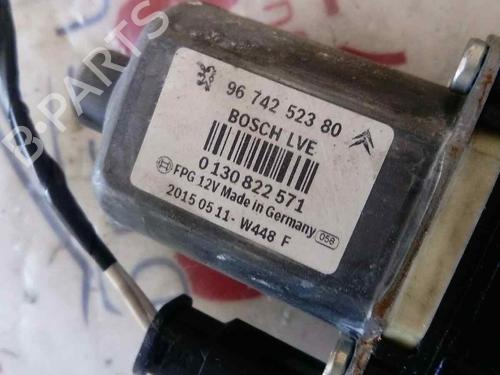 96 742 523 80
BOSCH LVE
0 130 822 571
FPG 12V Made in Germany
2015 05 11- W448 F
058
B-PARTS